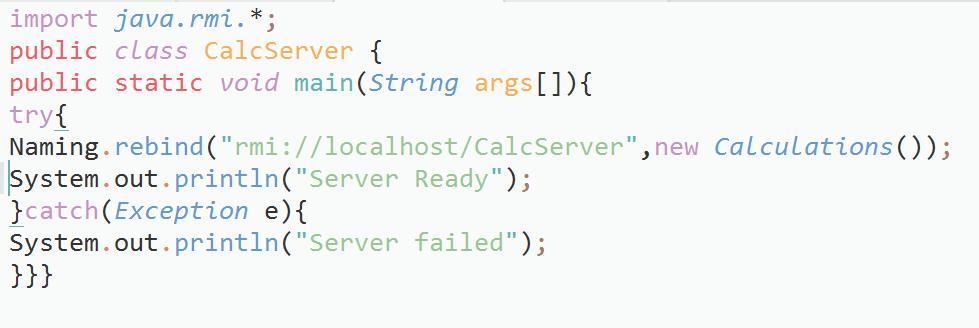 import java.rmi.*;
public class CalcServer {
public static void main(String args[]){
try{
Naming.rebind("rmi://localhost/CalcServer",new Calculations());
System.out.println("Server Ready");
}catch(Exception e){
System.out.println("Server failed");
}}}